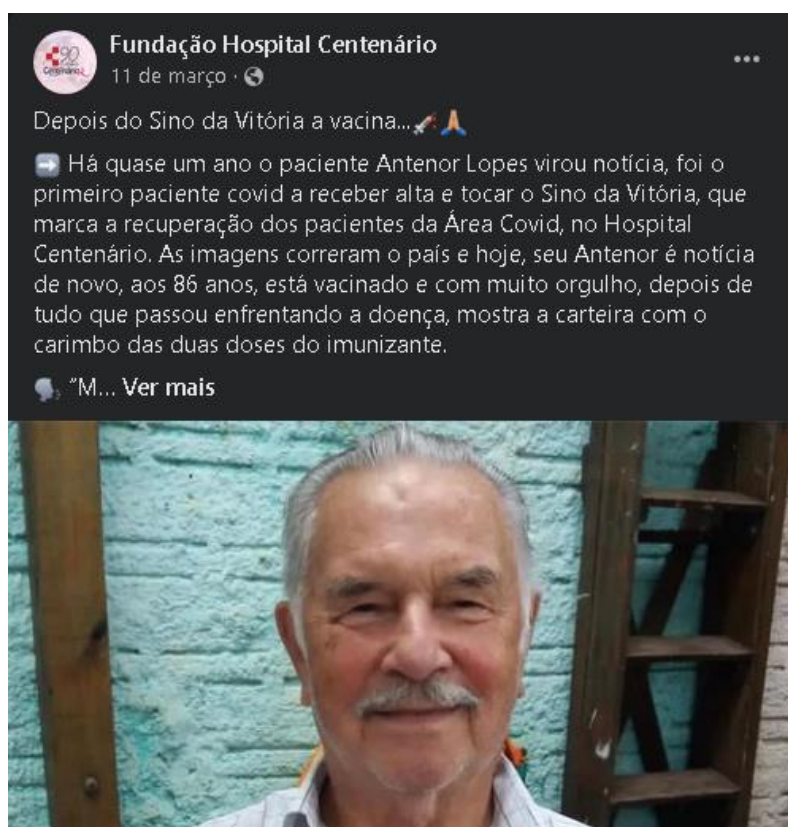 Fundação Hospital Centenário
11 de março ·
Depois do Sino da Vitória a vacina...💉🙏
➡️ Há quase um ano o paciente Antenor Lopes virou notícia, foi o
primeiro paciente covid a receber alta e tocar o Sino da Vitória, que
marca a recuperação dos pacientes da Área Covid, no Hospital
Centenário. As imagens correram o país e hoje, seu Antenor é notícia
de novo, aos 86 anos, está vacinado e com muito orgulho, depois de
tudo que passou enfrentando a doença, mostra a carteira com o
carimbo das duas doses do imunizante.
🗣️ “M... Ver mais